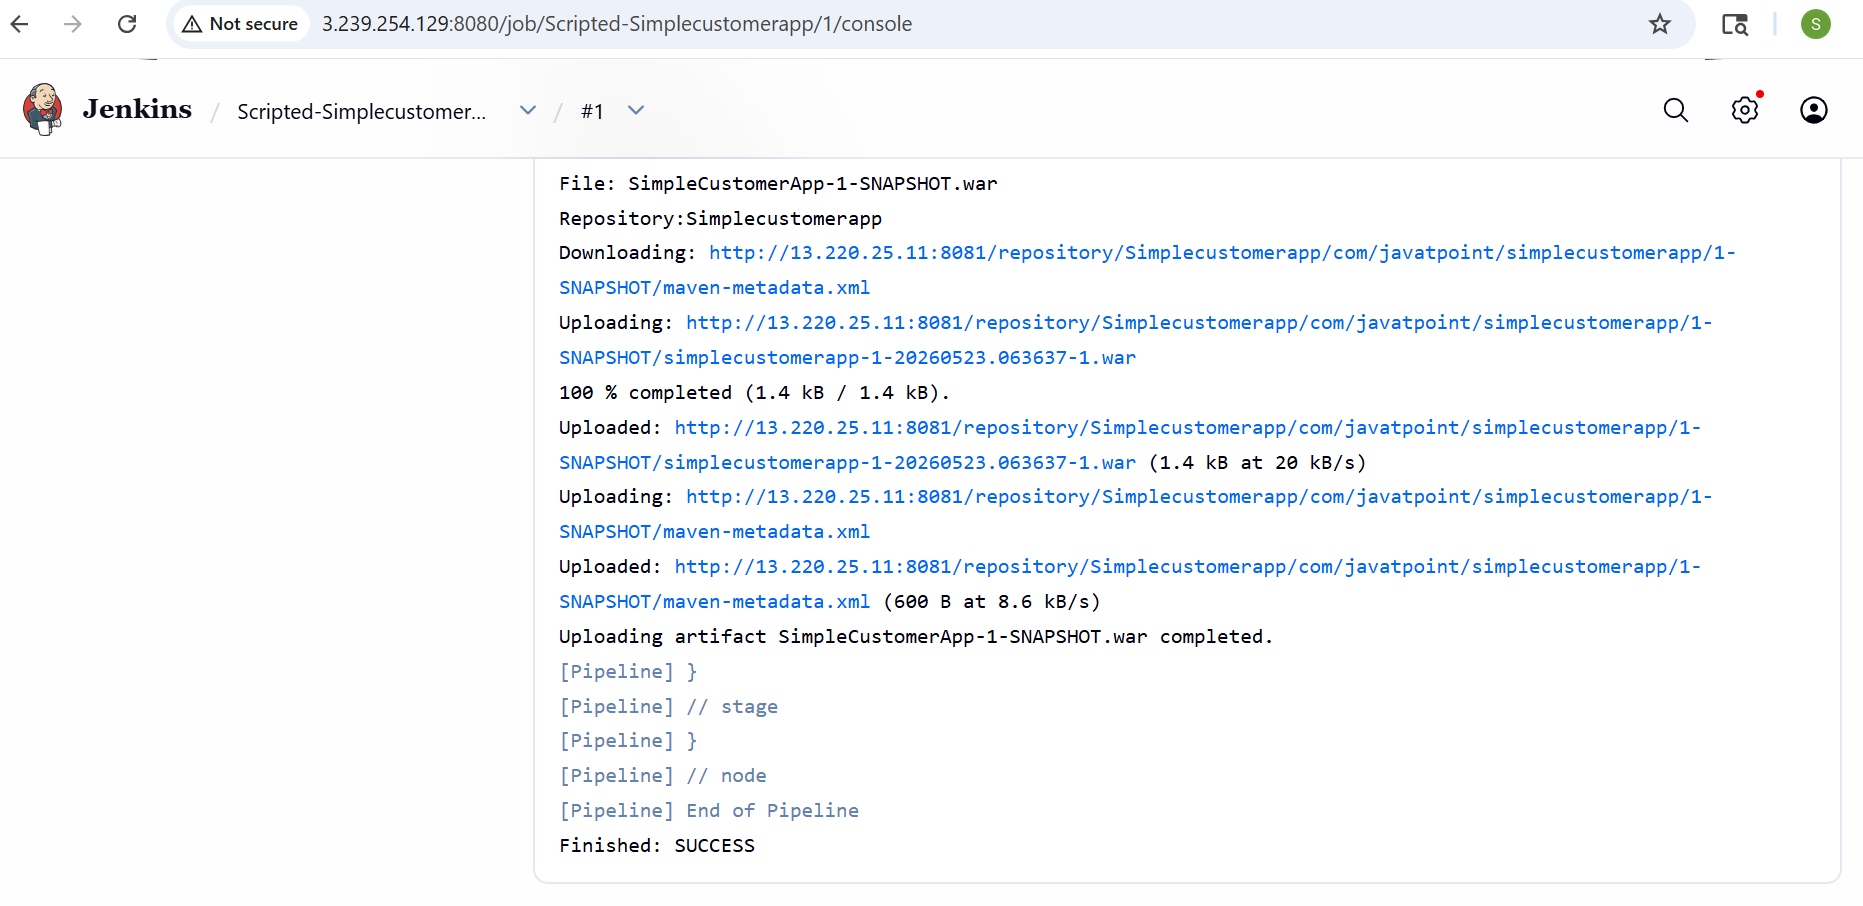 Not secure 3.239.254.129:8080/job/Scripted-Simplecustomerapp/1/console
S
Jenkins / Scripted-Simplecustomer... / #1
File: SimpleCustomerApp-1-SNAPSHOT.war
Repository:Simplecustomerapp
Downloading: http://13.220.25.11:8081/repository/Simplecustomerapp/com/javatpoint/simplecustomerapp/1-
SNAPSHOT/maven-metadata.xml
Uploading: http://13.220.25.11:8081/repository/Simplecustomerapp/com/javatpoint/simplecustomerapp/1-
SNAPSHOT/simplecustomerapp-1-20260523.063637-1.war
100 % completed (1.4 kB / 1.4 kB).
Uploaded: http://13.220.25.11:8081/repository/Simplecustomerapp/com/javatpoint/simplecustomerapp/1-
SNAPSHOT/simplecustomerapp-1-20260523.063637-1.war (1.4 kB at 20 kB/s)
Uploading: http://13.220.25.11:8081/repository/Simplecustomerapp/com/javatpoint/simplecustomerapp/1-
SNAPSHOT/maven-metadata.xml
Uploaded: http://13.220.25.11:8081/repository/Simplecustomerapp/com/javatpoint/simplecustomerapp/1-
SNAPSHOT/maven-metadata.xml (600 B at 8.6 kB/s)
Uploading artifact SimpleCustomerApp-1-SNAPSHOT.war completed.
[Pipeline] }
[Pipeline] // stage
[Pipeline] }
[Pipeline] // node
[Pipeline] End of Pipeline
Finished: SUCCESS